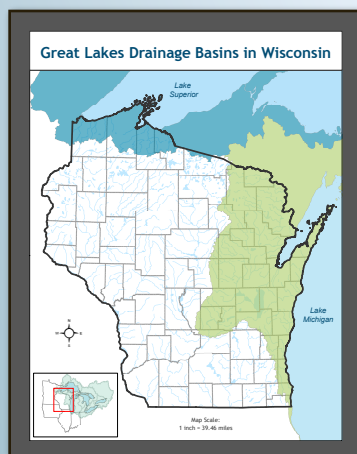 Great Lakes Drainage Basins in Wisconsin
Lake
Superior
Lake
Michigan
N
W
E
S
Map Scale:
1 inch = 39.46 miles